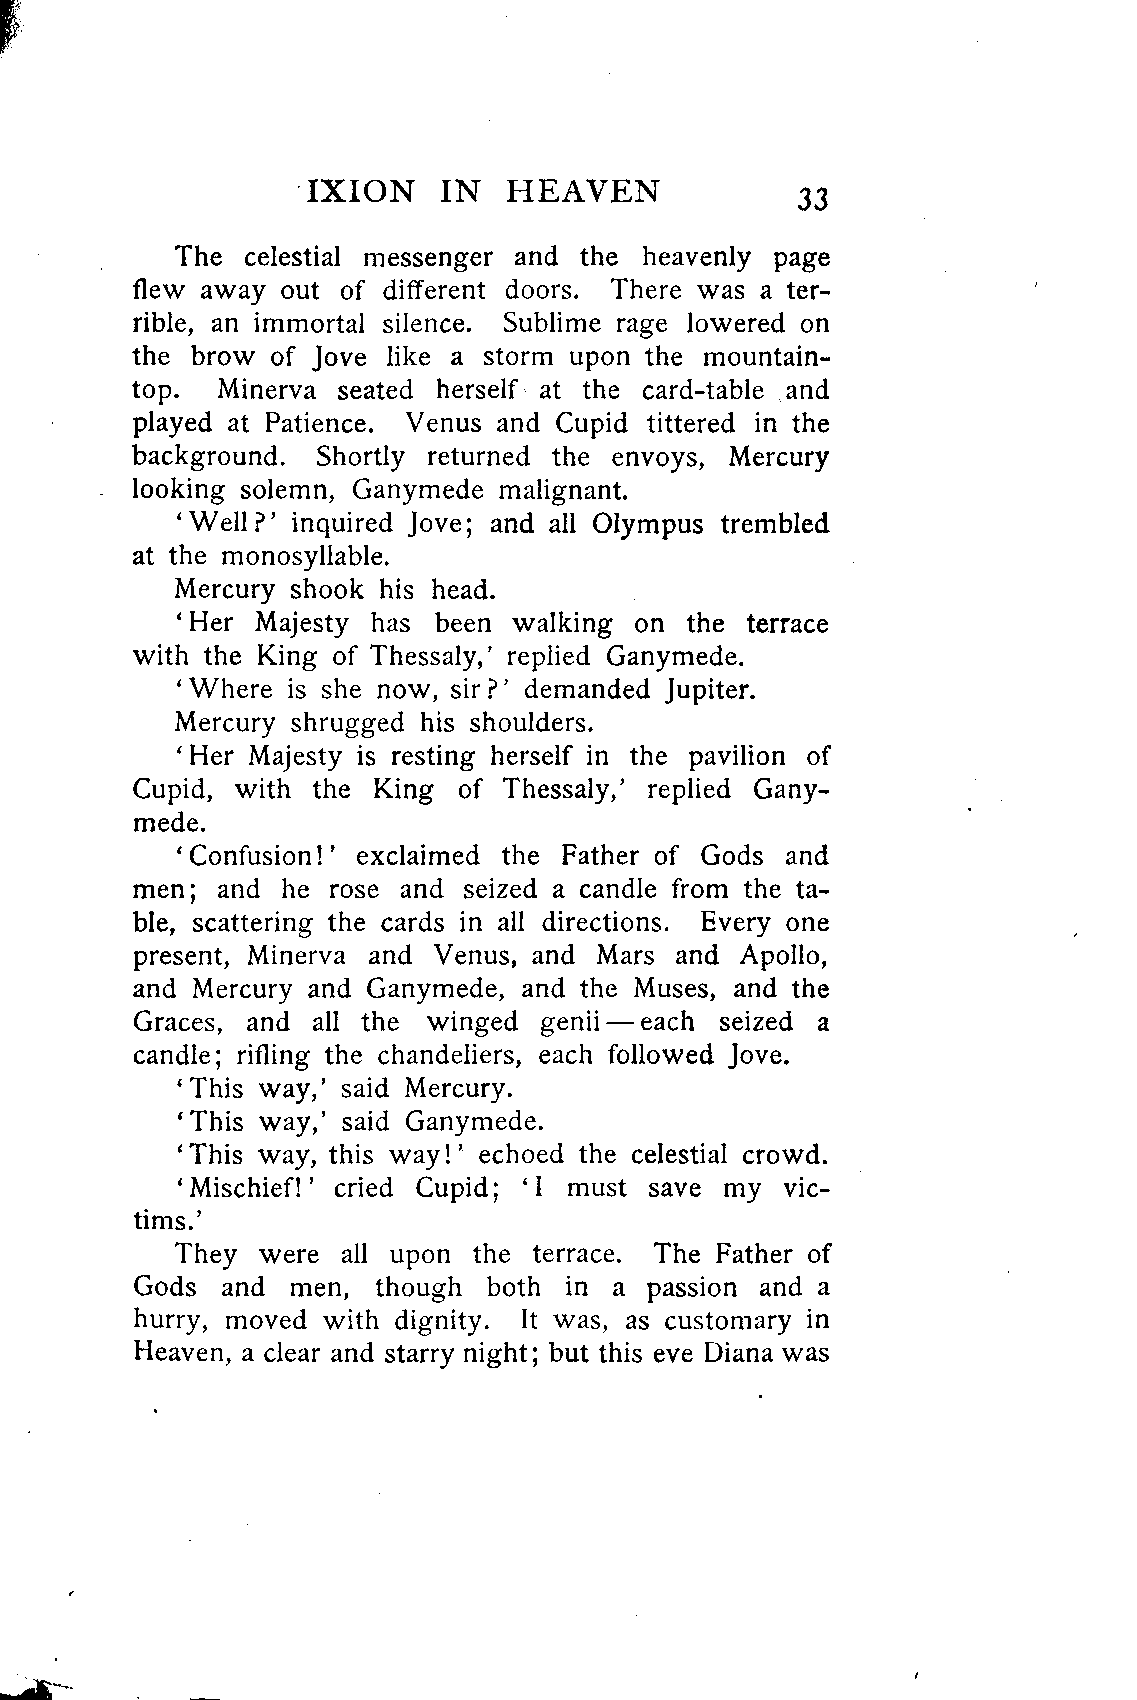 IXION IN HEAVEN 33
The celestial messenger and the heavenly page
flew away out of different doors. There was a ter-
rible, an immortal silence. Sublime rage lowered on
the brow of Jove like a storm upon the mountain-
top. Minerva seated herself at the card-table and
played at Patience. Venus and Cupid tittered in the
background. Shortly returned the envoys, Mercury
looking solemn, Ganymede malignant.
‘Well?’ inquired Jove; and all Olympus trembled
at the monosyllable.
Mercury shook his head.
‘Her Majesty has been walking on the terrace
with the King of Thessaly,’ replied Ganymede.
‘Where is she now, sir?’ demanded Jupiter.
Mercury shrugged his shoulders.
‘Her Majesty is resting herself in the pavilion of
Cupid, with the King of Thessaly,’ replied Gany-
mede.
‘Confusion!’ exclaimed the Father of Gods and
men; and he rose and seized a candle from the ta-
ble, scattering the cards in all directions. Every one
present, Minerva and Venus, and Mars and Apollo,
and Mercury and Ganymede, and the Muses, and the
Graces, and all the winged genii—each seized a
candle; rifling the chandeliers, each followed Jove.
‘This way,’ said Mercury.
‘This way,’ said Ganymede.
‘This way, this way!’ echoed the celestial crowd.
‘Mischief!’ cried Cupid; ‘I must save my vic-
tims.’
They were all upon the terrace. The Father of
Gods and men, though both in a passion and a
hurry, moved with dignity. It was, as customary in
Heaven, a clear and starry night; but this eve Diana was